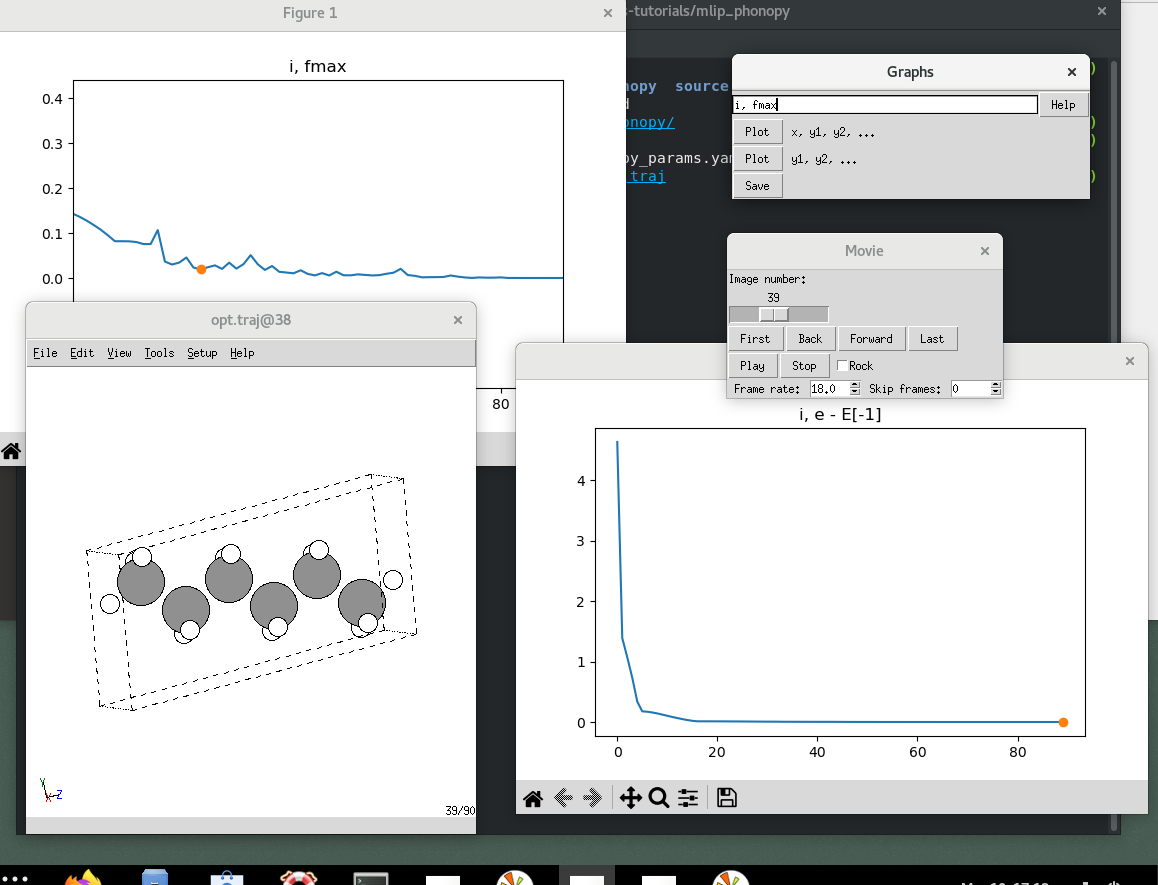 Figure 1
s-tutorials/mlip_phonopy
i, fmax
0.4
0.3
0.2
0.1
0.0
80
nopy source
onopy/
py_params.yam
traj
)
)
)
)
Graphs
i, fmax
Help
Plot x, y1, y2, ...
Plot y1, y2, ...
Save
Movie
Image number:
39
First Back Forward Last
Play Stop Rock
Frame rate: 18.0 Skip frames: 0
opt.traj@38
File Edit View Tools Setup Help
Y
X Z
39/90
i, e - E[-1]
4
3
2
1
0
0 20 40 60 80